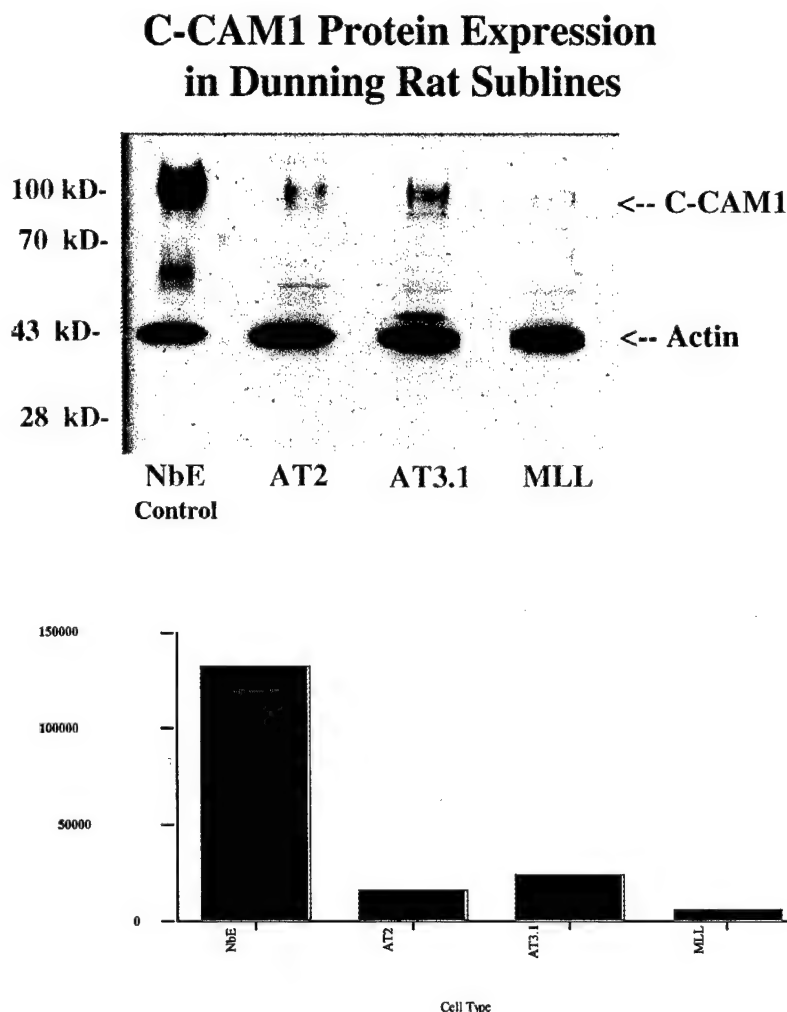 C-CAM1 Protein Expression
in Dunning Rat Sublines
100 kD-
<-- C-CAM1
70 kD-
43 kD-
<-- Actin
28 kD-
NbE AT2 AT3.1 MLL
Control
150000
100000
50000
0
NbE AT2 AT3.1 MLL
Cell Type